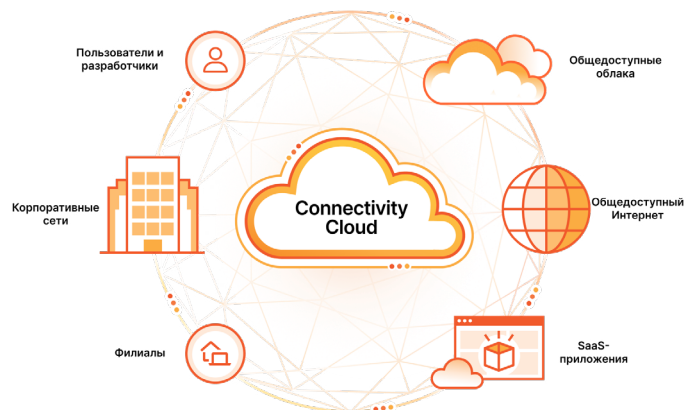 Пользователи и
разработчики
Общедоступные
облака
Корпоративные
сети
Connectivity
Cloud
Общедоступный
Интернет
Филиалы
SaaS-
приложения